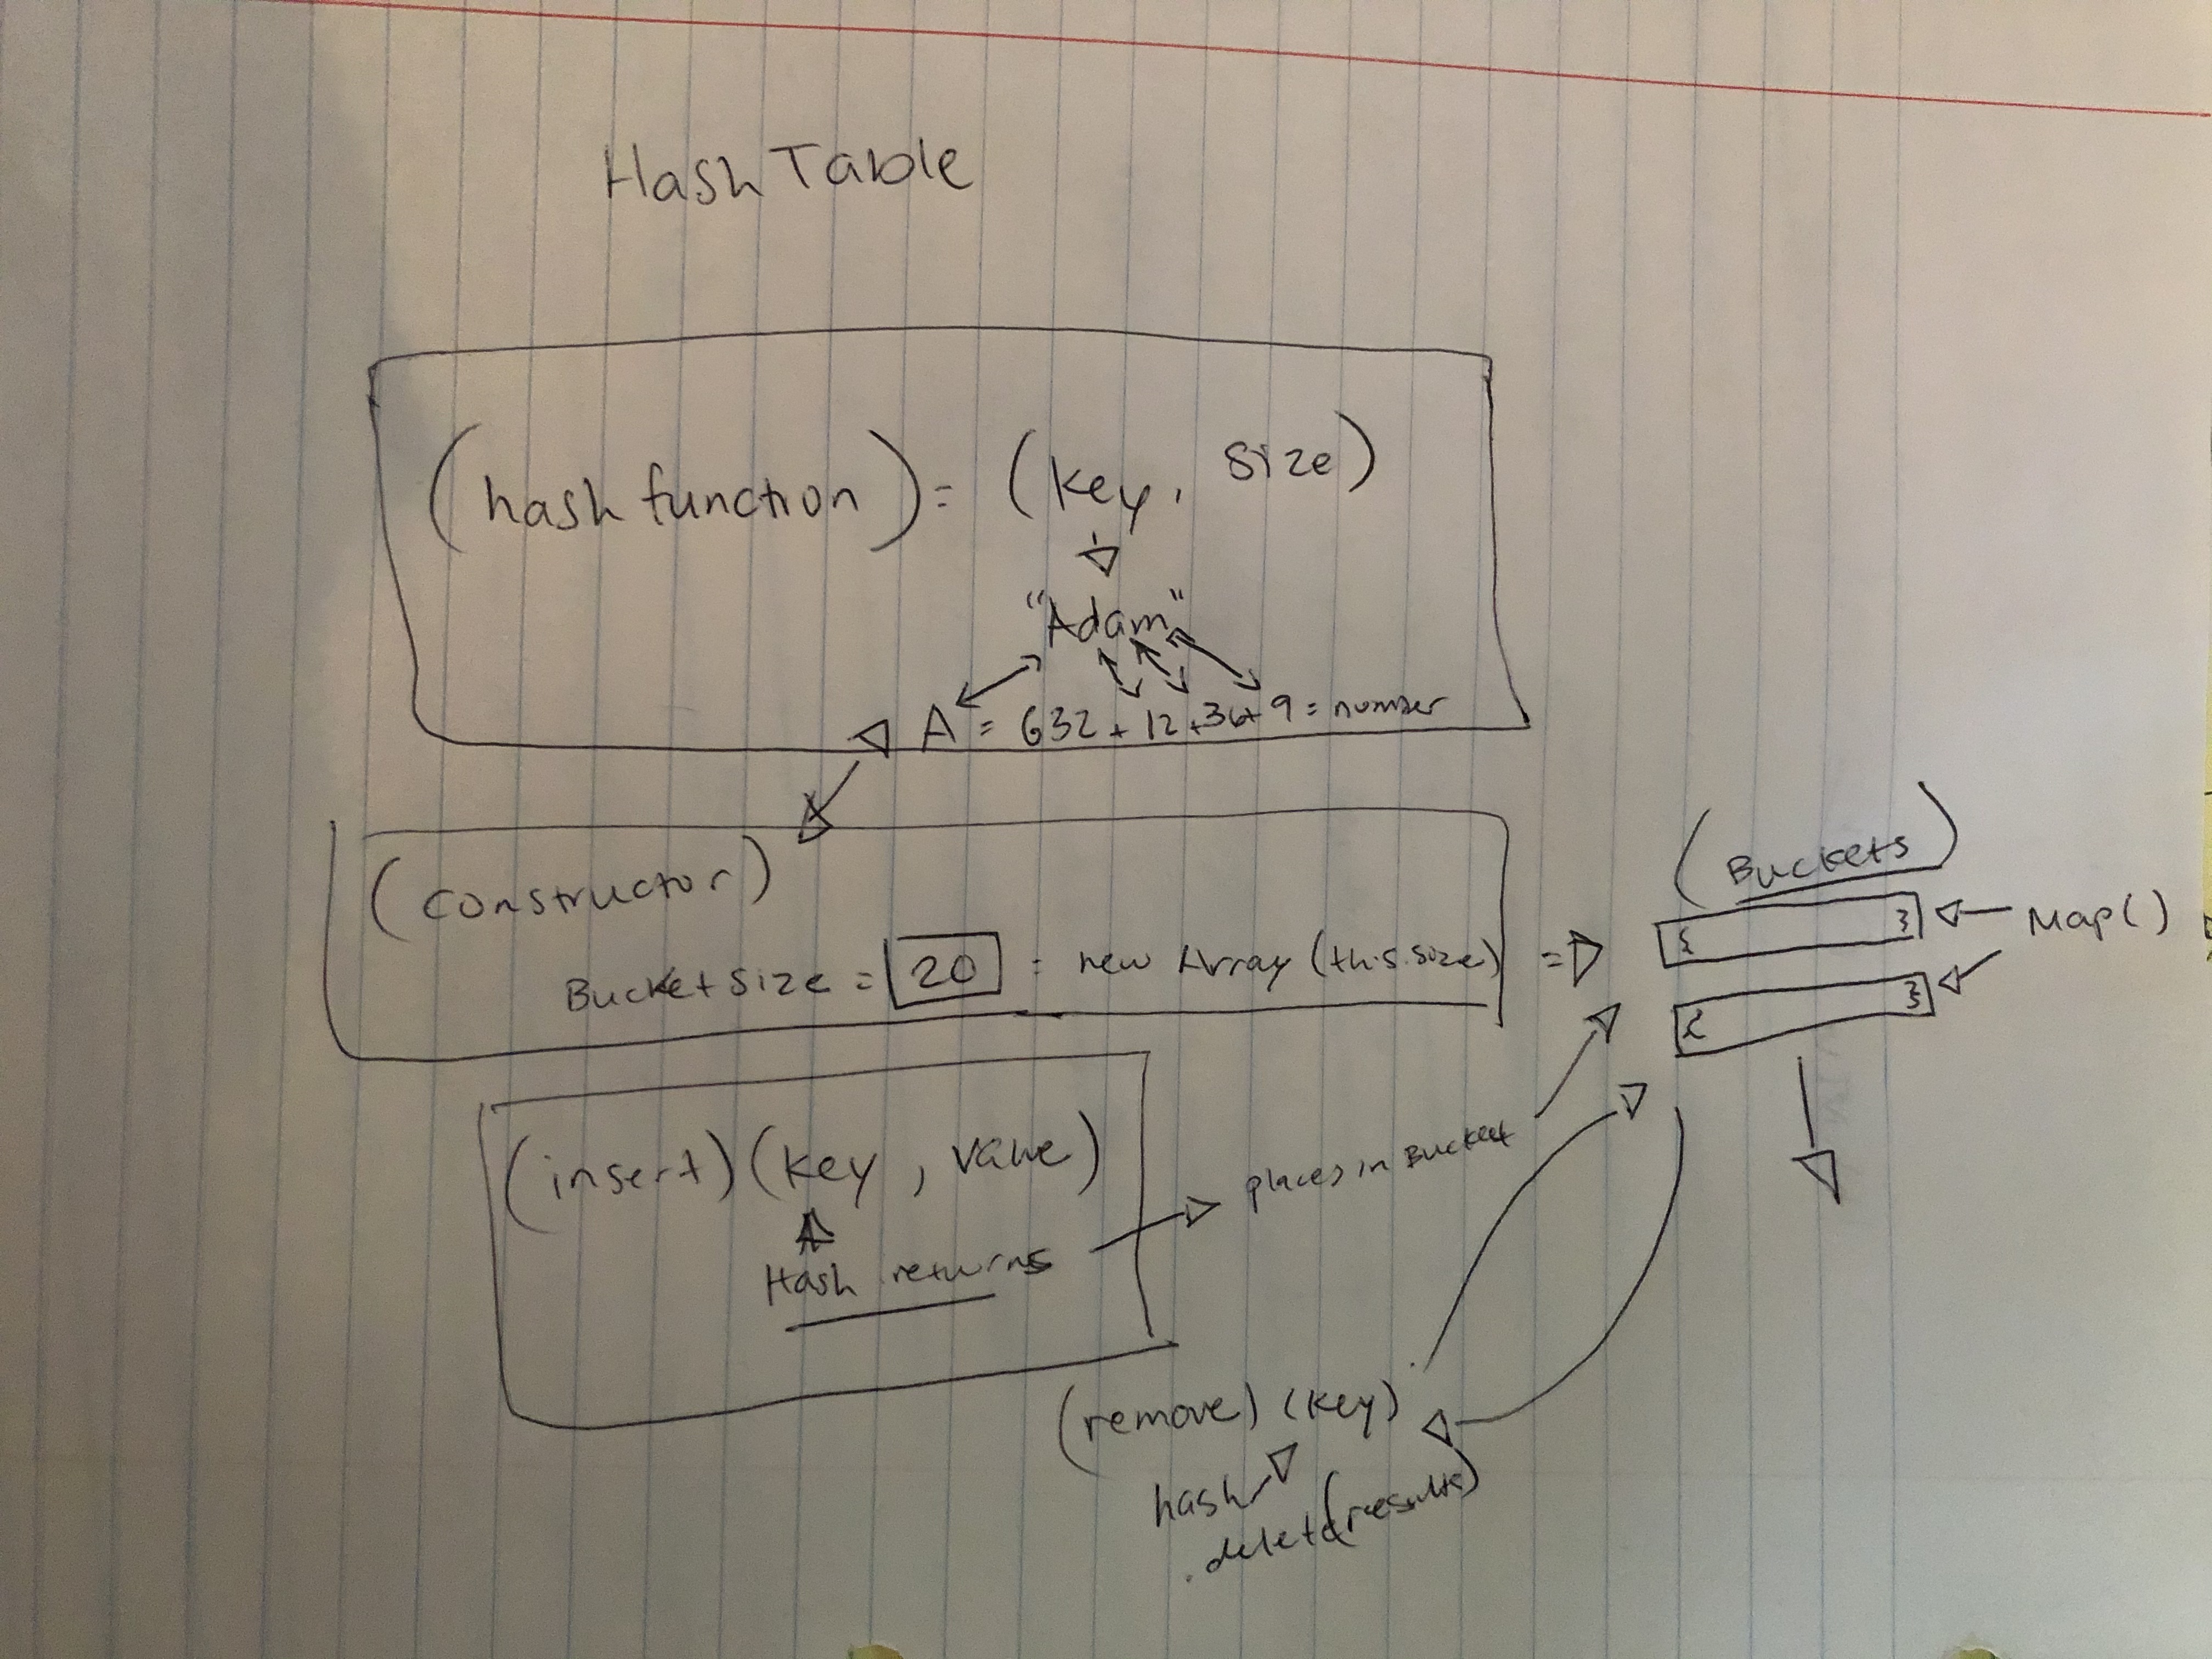 Hash Table
(hash function) = (key, size)
"Adam"
A = 632 + 12 + 36 + 9 = number
(constructor)
Bucket size = 20 = new Array (this.size) =
(Buckets)
{ }
Map()
{ }
(insert) (key, value)
Hash returns
places in Bucket
(remove) (key)
hash
.delete(results)